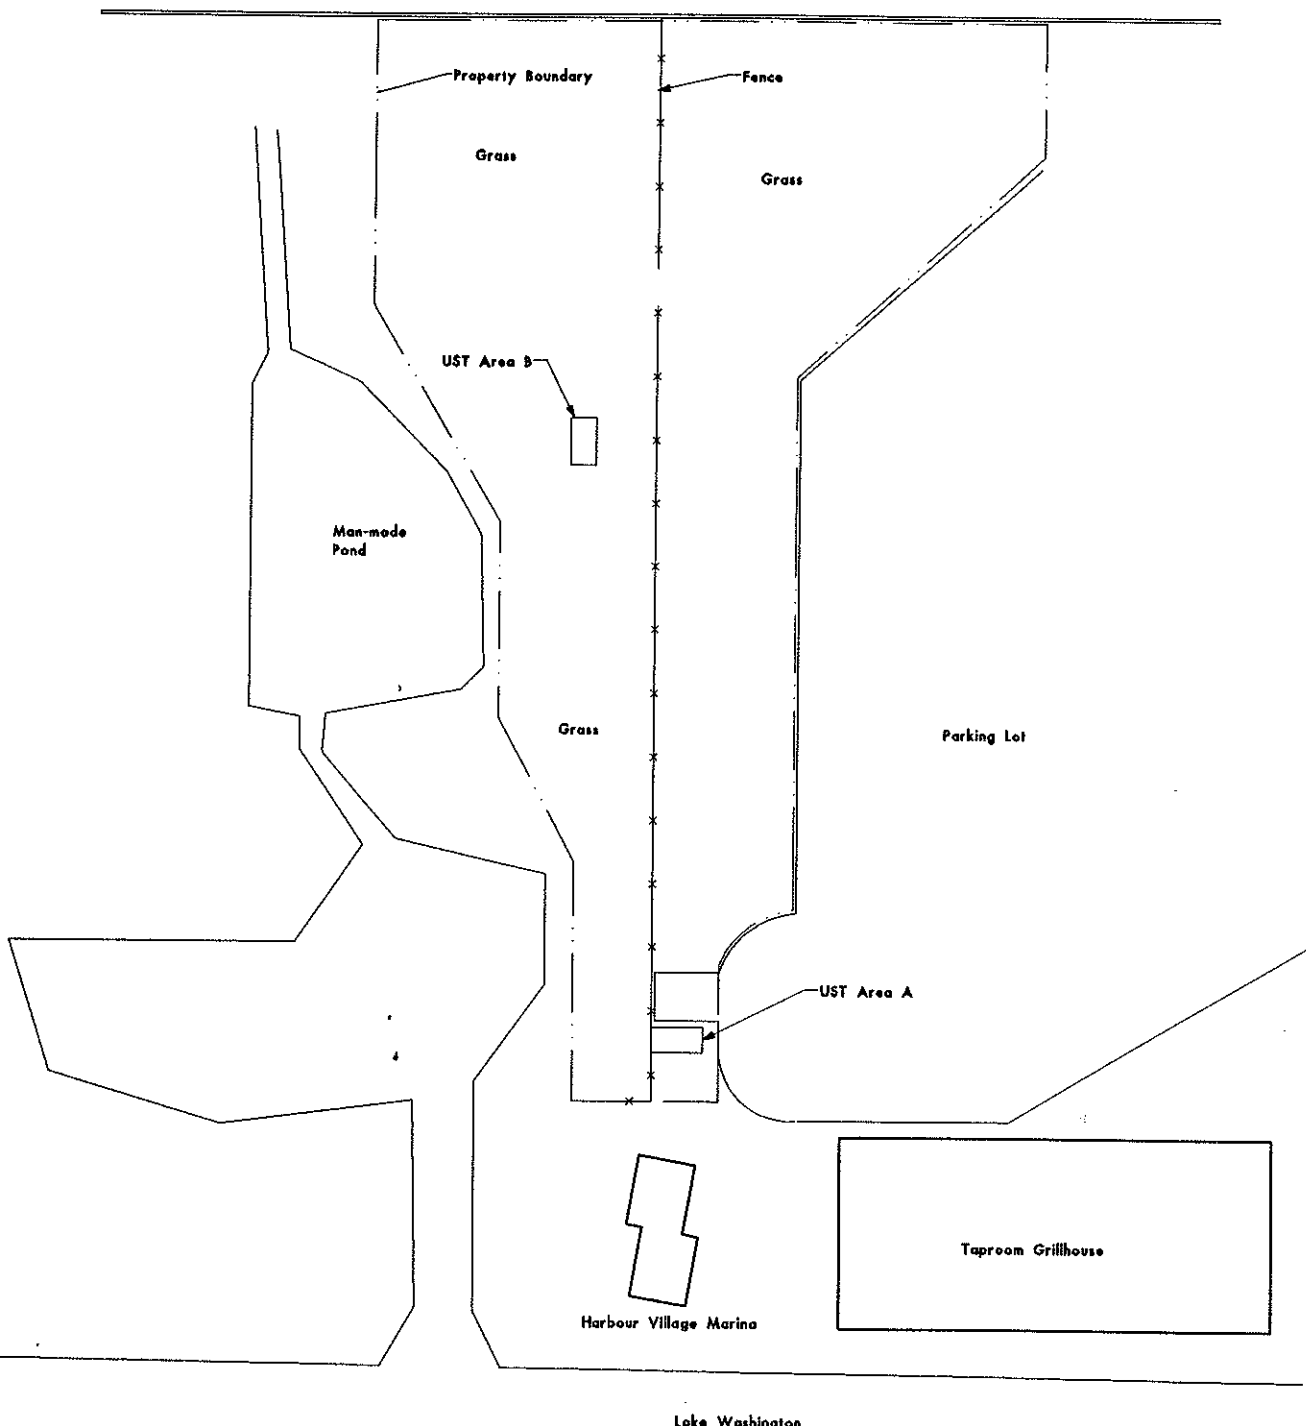 Property Boundary
Fence
Grass
Grass
UST Area B
Man-made
Pond
Grass
Parking Lot
UST Area A
Taproom Grillhouse
Harbour Village Marina
Lake Washington